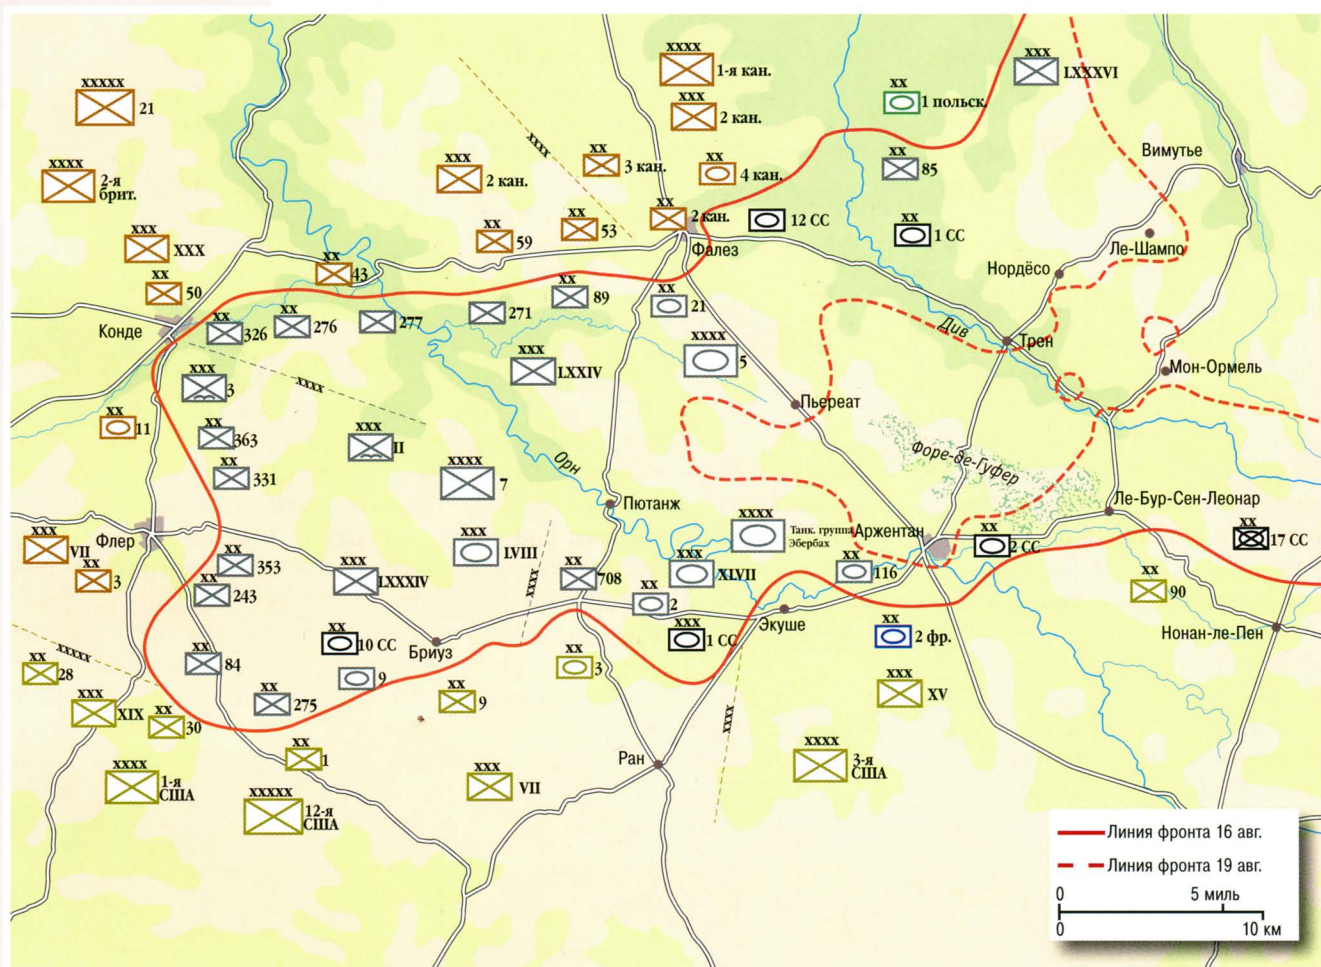 XXXX
1-я кан.
XXX
LXXXVI
XXXXX
21
XXX
2 кан.
XX
1 польск.
XXXX
Вимутье
XXXX
2-я
брит.
XXX
2 кан.
XX
3 кан.
XX
4 кан.
XX
85
XX
2 кан.
XX
12 СС
XX
1 СС
XX
53
XX
59
Фалез
Ле-Шампо
XXX
XXX
XX
43
Нордёсо
XX
50
XX
89
XX
21
XX
271
XX
277
XX
276
XX
326
Конде
Див
Трен
XXXX
5
XXX
LXXIV
Мон-Ормель
XXXX
XXX
3
Пьереат
XX
11
XX
363
XXX
II
XX
331
XXXX
7
Орн
Форе-де-Гуфер
Пютанж
Ле-Бур-Сен-Леонар
XXXX
Танк. группа
Эбербах
Аржентан
XX
2 СС
XX
17 СС
Флер
XXX
VII
XX
3
XXX
LVIII
XX
353
XXX
LXXXIV
XX
243
XXXX
XX
708
XXX
XLVII
XX
116
XX
2
XX
90
Экуше
Нонан-ле-Пен
XX
10 СС
Бриуз
XXX
1 СС
XX
2 фр.
XXXXX
XX
28
XX
84
XX
9
XX
3
XX
275
XX
9
XXX
XV
XXX
XIX
XX
30
XXXX
XX
1
Ран
XXXX
3-я
США
XXXX
1-я
США
XXX
VII
XXXXX
12-я
США
Линия фронта 16 авг.
Линия фронта 19 авг.
0 5 миль
0 10 км